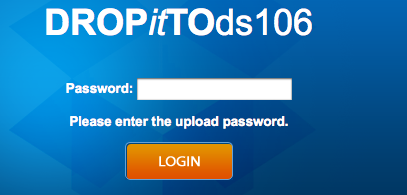 DROPitTOds106
Password:
Please enter the upload password.
LOGIN